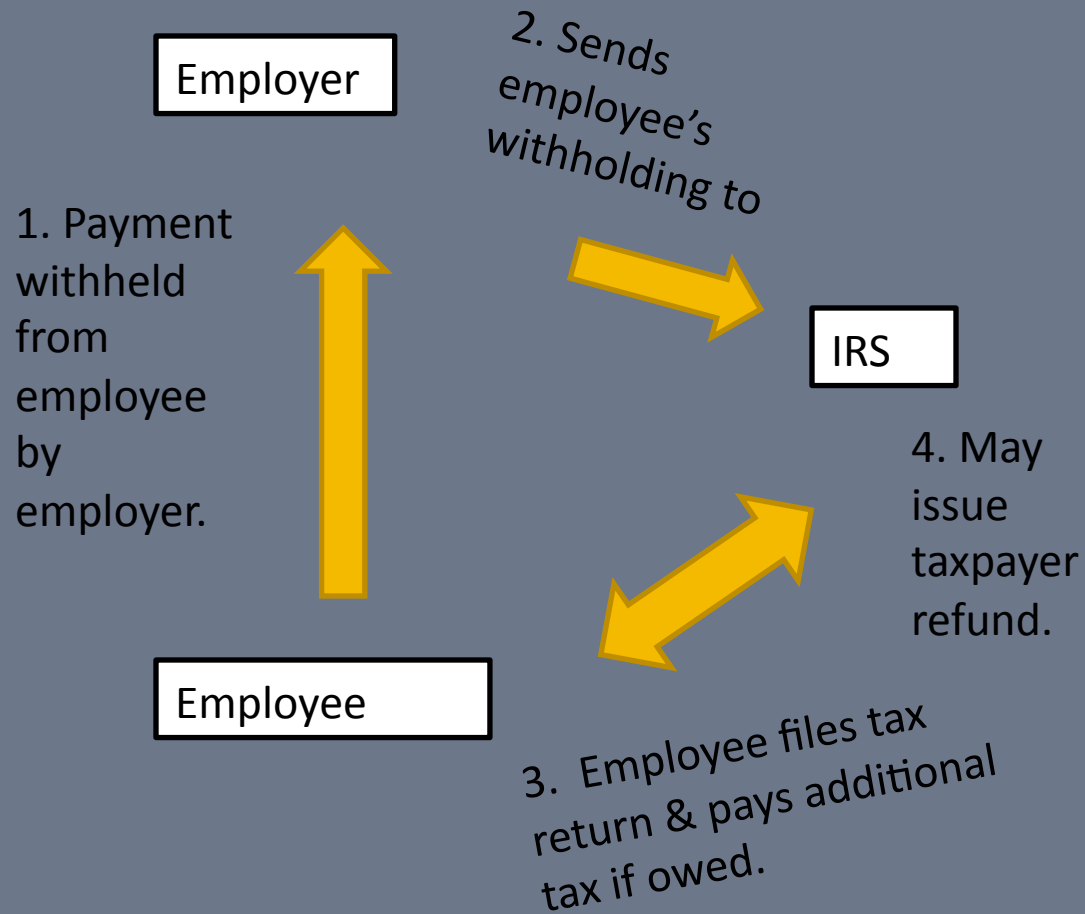 Employer
2. Sends
employee’s
withholding to
1. Payment
withheld
from
employee
by
employer.
IRS
4. May
issue
taxpayer
refund.
Employee
3. Employee files tax
return & pays additional
tax if owed.